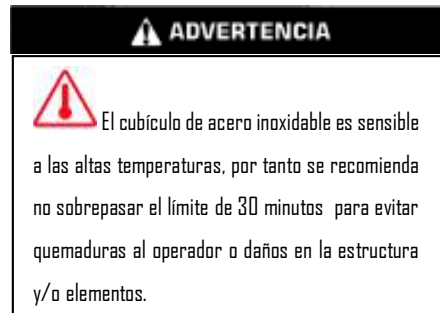 ADVERTENCIA
El cubículo de acero inoxidable es sensible
a las altas temperaturas, por tanto se recomienda
no sobrepasar el límite de 30 minutos para evitar
quemaduras al operador o daños en la estructura
y/o elementos.